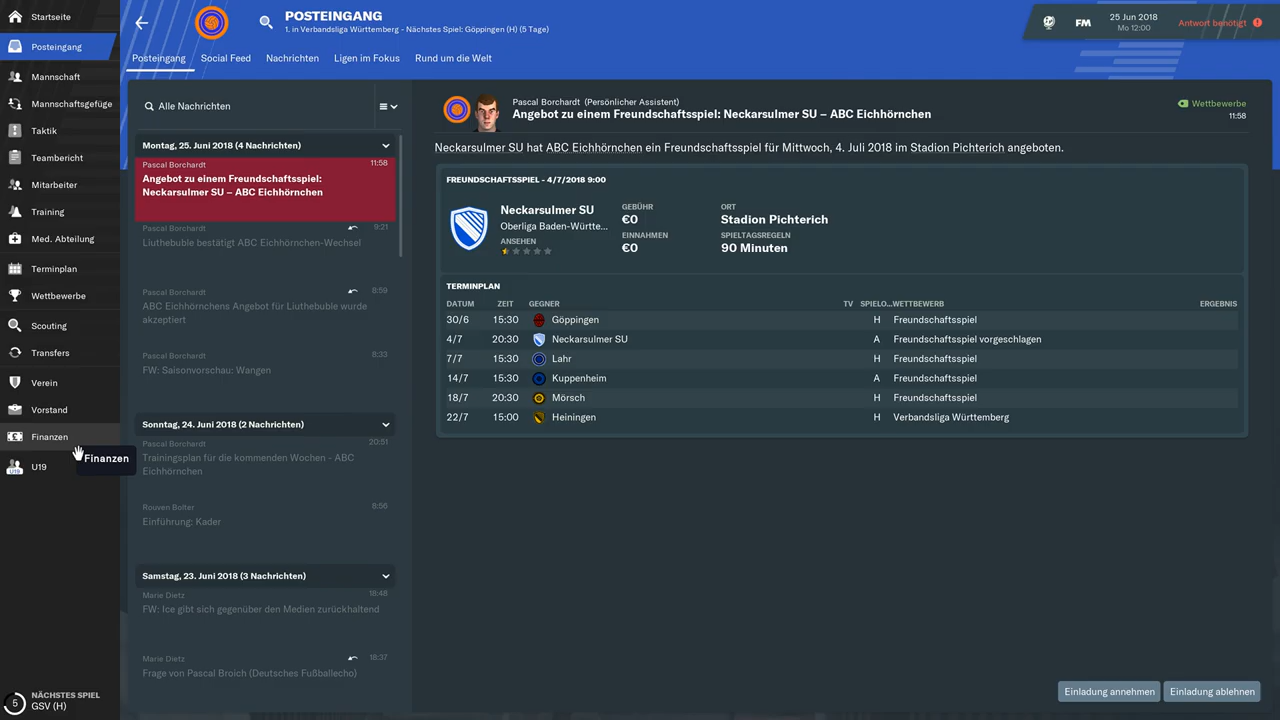 Startseite
Posteingang
Mannschaft
Mannschaftsgefüge
Taktik
Teambericht
Mitarbeiter
Training
Med. Abteilung
Terminplan
Wettbewerbe
Scouting
Transfers
Verein
Vorstand
Finanzen
Finanzen
U19
U19
5
NÄCHSTES SPIEL
GSV (H)
POSTEINGANG
1. in Verbandsliga Württemberg - Nächstes Spiel: Göppingen (H) (5 Tage)
FM
25 Jun 2018
Mo 12:00
Antwort benötigt
Posteingang Social Feed Nachrichten Ligen im Fokus Rund um die Welt
Alle Nachrichten
Montag, 25. Juni 2018 (4 Nachrichten)
Pascal Borchardt 11:58
Angebot zu einem Freundschaftsspiel:
Neckarsulmer SU – ABC Eichhörnchen
Pascal Borchardt 9:21
Liuthebuble bestätigt ABC Eichhörnchen-Wechsel
Pascal Borchardt 8:59
ABC Eichhörnchens Angebot für Liuthebuble wurde
akzeptiert
Pascal Borchardt 8:33
FW: Saisonvorschau: Wangen
Sonntag, 24. Juni 2018 (2 Nachrichten)
Pascal Borchardt 20:51
Trainingsplan für die kommenden Wochen - ABC
Eichhörnchen
Rouven Bolter 8:56
Einführung: Kader
Samstag, 23. Juni 2018 (3 Nachrichten)
Marie Dietz 18:48
FW: Ice gibt sich gegenüber den Medien zurückhaltend
Marie Dietz 18:37
Frage von Pascal Broich (Deutsches Fußballecho)
Pascal Borchardt (Persönlicher Assistent)
Angebot zu einem Freundschaftsspiel: Neckarsulmer SU – ABC Eichhörnchen
Wettbewerbe
11:58
Neckarsulmer SU hat ABC Eichhörnchen ein Freundschaftsspiel für Mittwoch, 4. Juli 2018 im Stadion Pichterich angeboten.
FREUNDSCHAFTSSPIEL - 4/7/2018 9:00
Neckarsulmer SU
Oberliga Baden-Württe...
ANSEHEN
GEBÜHR
€0
EINNAHMEN
€0
ORT
Stadion Pichterich
SPIELTAGSREGELN
90 Minuten
TERMINPLAN
DATUM ZEIT GEGNER TV SPIELO... WETTBEWERB ERGEBNIS
30/6 15:30 Göppingen H Freundschaftsspiel
4/7 20:30 Neckarsulmer SU A Freundschaftsspiel vorgeschlagen
7/7 15:30 Lahr H Freundschaftsspiel
14/7 15:30 Kuppenheim A Freundschaftsspiel
18/7 20:30 Mörsch H Freundschaftsspiel
22/7 15:00 Heiningen H Verbandsliga Württemberg
Einladung annehmen Einladung ablehnen